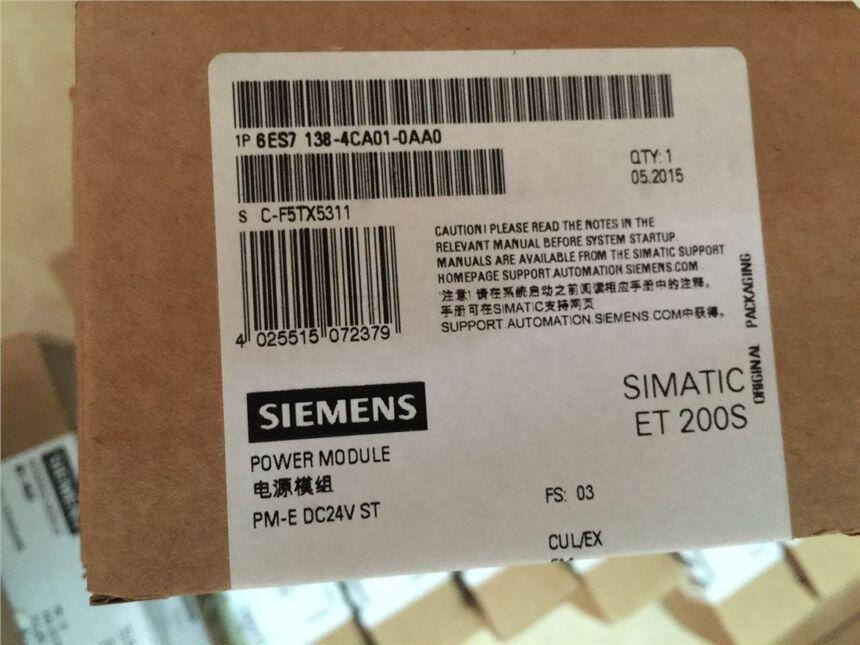 1P 6ES7 138-4CA01-0AA0
QTY: 1
05.2015
S C-F5TX5311
CAUTION! PLEASE READ THE NOTES IN THE
RELEVANT MANUAL BEFORE SYSTEM STARTUP.
MANUALS ARE AVAILABLE FROM THE SIMATIC SUPPORT
HOMEPAGE SUPPORT.AUTOMATION.SIEMENS.COM
注意! 请在系统启动之前阅读相应手册中的注释。
手册可在SIMATIC支持网页
SUPPORT.AUTOMATION.SIEMENS.COM中获得。
4 025515 072379
ORIGINAL PACKAGING
SIEMENS
SIMATIC
ET 200S
POWER MODULE
电源模组
PM-E DC24V ST
FS: 03
CUL/EX
SIEMENS